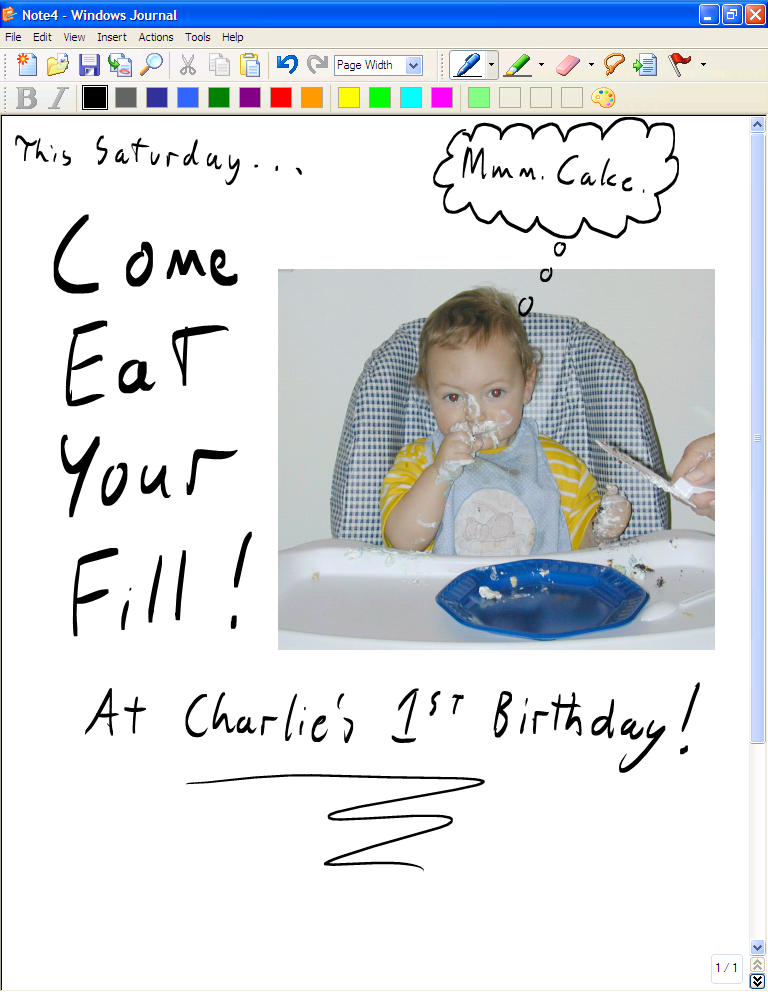 Note4 - Windows Journal
File Edit View Insert Actions Tools Help
Page Width
B I
This Saturday...
Mmm. Cake.
Come
Eat
Your
Fill!
At Charlie's 1ST Birthday!
1 / 1